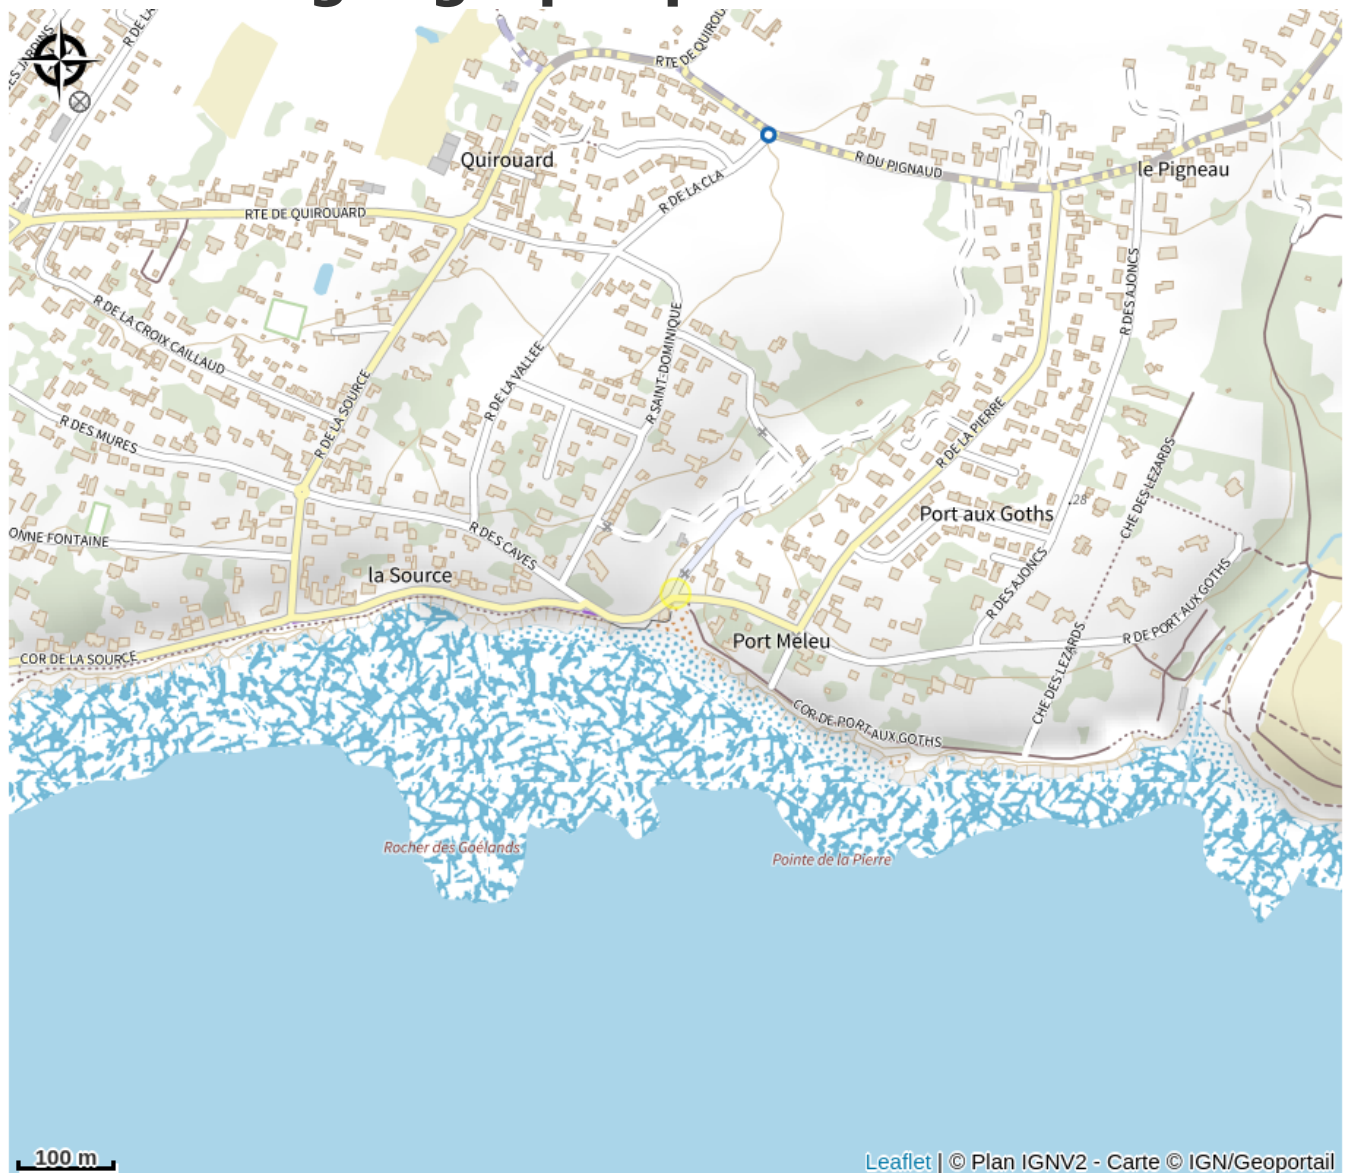 RTE DE QUIROU
Quirouard
R DU PIGNAUD
le Pigneau
R DE LA CLA
RTE DE QUIROUARD
R DES AJONCS
R DE LA CROIX CAILLAUD
R SAINT-DOMINIQUE
R DE LA VALLEE
R DE LA SOURCE
R DES MURES
R DE LA PIERRE
CHE DES LEZARDS
28
Port aux Goths
ONNE FONTAINE
R DES CAVES
la Source
R DES AJONCS
R DE PORT AUX GOTHS
Port Meleu
COR DE LA SOURCE
CHE DES LEZARDS
COR DE PORT AUX GOTHS
Rocher des Goélands
Pointe de la Pierre
100 m
Leaflet | © Plan IGNV2 - Carte © IGN/Geoportail